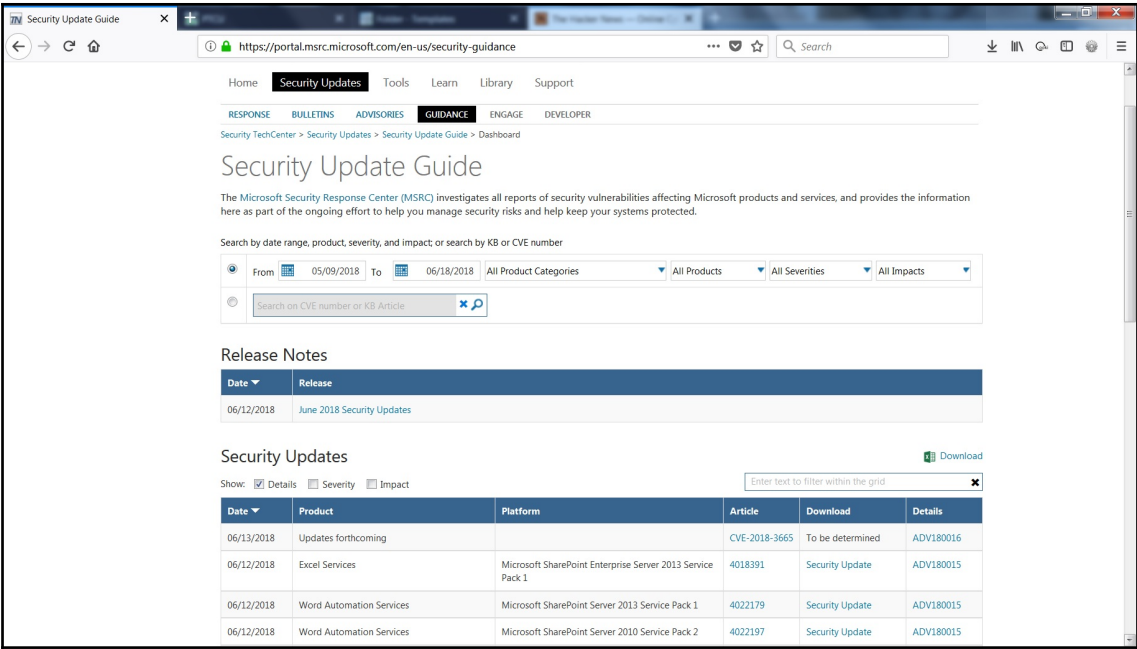 Security Update Guide
https://portal.msrc.microsoft.com/en-us/security-guidance
Search
Home Security Updates Tools Learn Library Support
RESPONSE BULLETINS ADVISORIES GUIDANCE ENGAGE DEVELOPER
Security TechCenter > Security Updates > Security Update Guide > Dashboard
Security Update Guide
The Microsoft Security Response Center (MSRC) investigates all reports of security vulnerabilities affecting Microsoft products and services, and provides the information
here as part of the ongoing effort to help you manage security risks and help keep your systems protected.
Search by date range, product, severity, and impact; or search by KB or CVE number
From 05/09/2018 To 06/18/2018 All Product Categories All Products All Severities All Impacts
Search on CVE number or KB Article
Release Notes
Date Release
06/12/2018 June 2018 Security Updates
Security Updates
Download
Show: Details Severity Impact
Enter text to filter within the grid
Date Product Platform Article Download Details
06/13/2018 Updates forthcoming CVE-2018-3665 To be determined ADV180016
06/12/2018 Excel Services Microsoft SharePoint Enterprise Server 2013 Service 4018391 Security Update ADV180015
Pack 1
06/12/2018 Word Automation Services Microsoft SharePoint Server 2013 Service Pack 1 4022179 Security Update ADV180015
06/12/2018 Word Automation Services Microsoft SharePoint Server 2010 Service Pack 2 4022197 Security Update ADV180015